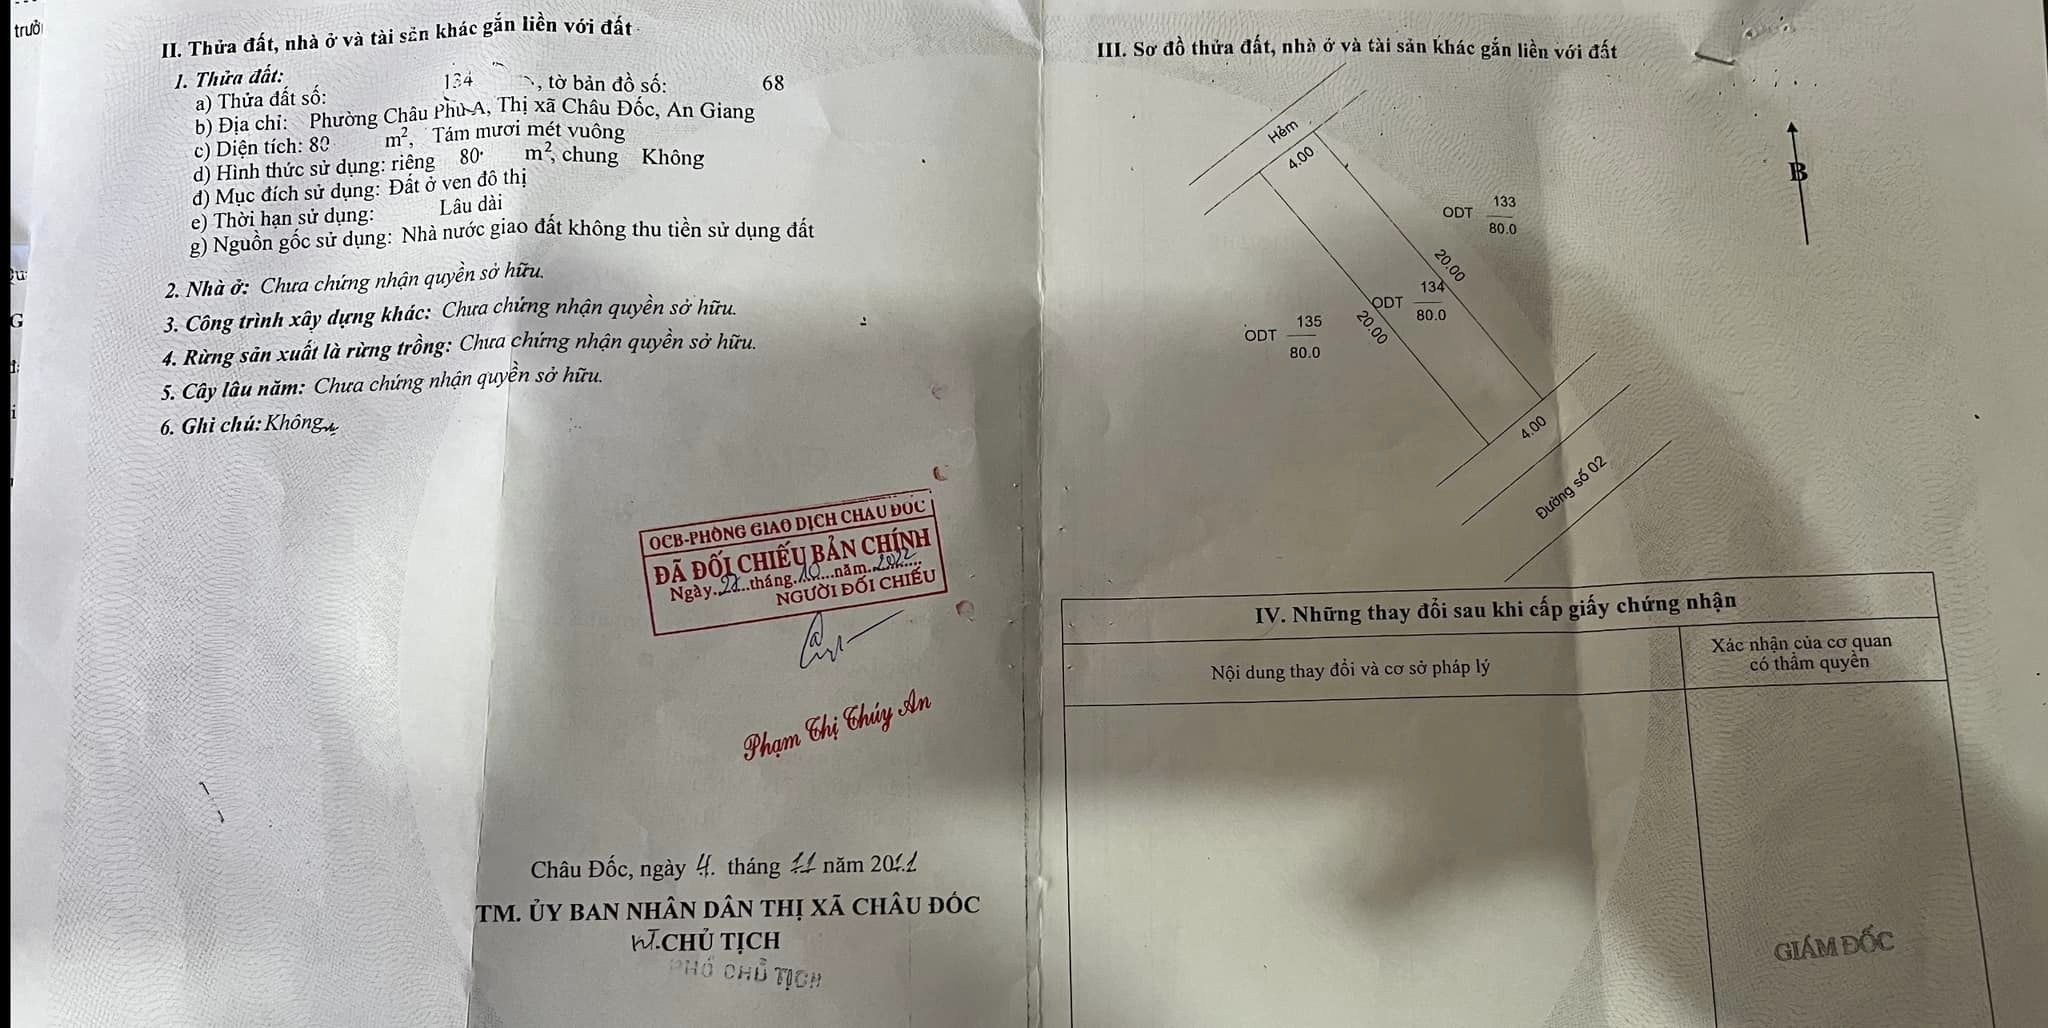 trưở
II. Thửa đất, nhà ở và tài sản khác gắn liền với đất
1. Thửa đất:
a) Thửa đất số: 134 , tờ bản đồ số: 68
b) Địa chỉ: Phường Châu Phú A, Thị xã Châu Đốc, An Giang
c) Diện tích: 80 m², Tám mươi mét vuông
d) Hình thức sử dụng: riêng 80 m², chung Không
đ) Mục đích sử dụng: Đất ở ven đô thị
e) Thời hạn sử dụng: Lâu dài
g) Nguồn gốc sử dụng: Nhà nước giao đất không thu tiền sử dụng đất
2. Nhà ở: Chưa chứng nhận quyền sở hữu.
3. Công trình xây dựng khác: Chưa chứng nhận quyền sở hữu.
4. Rừng sản xuất là rừng trồng: Chưa chứng nhận quyền sở hữu.
5. Cây lâu năm: Chưa chứng nhận quyền sở hữu.
6. Ghi chú: Không
OCB-PHÒNG GIAO DỊCH CHÂU ĐỐC
ĐÃ ĐỐI CHIẾU BẢN CHÍNH
Ngày...28...tháng.10...năm.2022
NGƯỜI ĐỐI CHIẾU
Phạm Thị Thúy An
Châu Đốc, ngày 4. tháng 11 năm 2011
TM. ỦY BAN NHÂN DÂN THỊ XÃ CHÂU ĐỐC
KT.CHỦ TỊCH
PHÓ CHỦ TỊCH
III. Sơ đồ thửa đất, nhà ở và tài sản khác gắn liền với đất
Hẻm
4.00
B
ODT 133
80.0
20.00
ODT 134
80.0
20.00
ODT 135
80.0
4.00
Đường số 02
IV. Những thay đổi sau khi cấp giấy chứng nhận
Nội dung thay đổi và cơ sở pháp lý
Xác nhận của cơ quan
có thẩm quyền
GIÁM ĐỐC